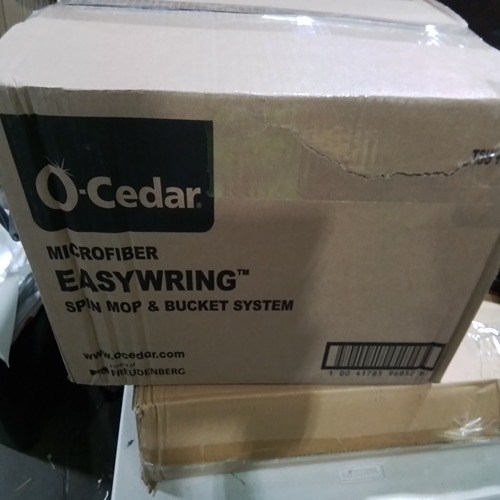 O-Cedar®
MICROFIBER
EASYWRING™
SPIN MOP & BUCKET SYSTEM
www.ocedar.com
FREUDENBERG